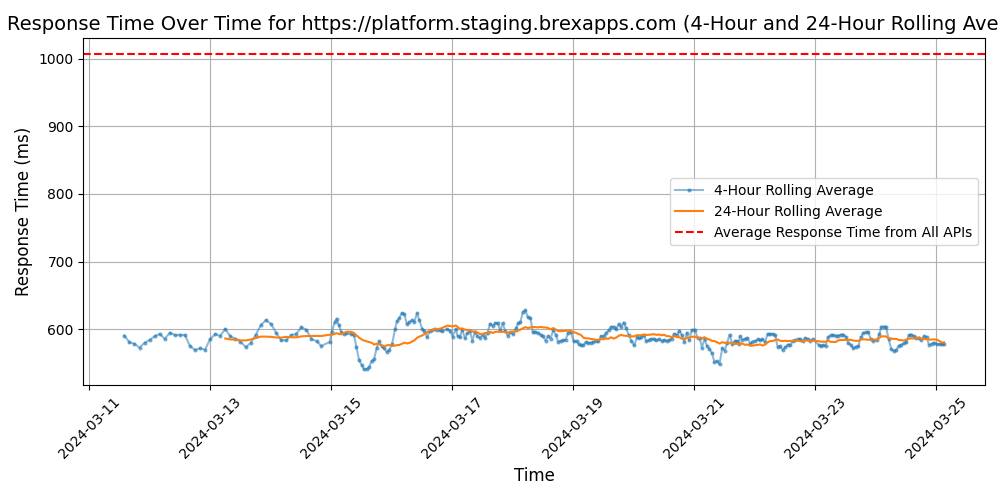 Response Time Over Time for https://platform.staging.brexapps.com (4-Hour and 24-Hour Rolling Ave
Response Time (ms)
1000
900
800
700
600
4-Hour Rolling Average
24-Hour Rolling Average
Average Response Time from All APIs
2024-03-11
2024-03-13
2024-03-15
2024-03-17
2024-03-19
2024-03-21
2024-03-23
2024-03-25
Time